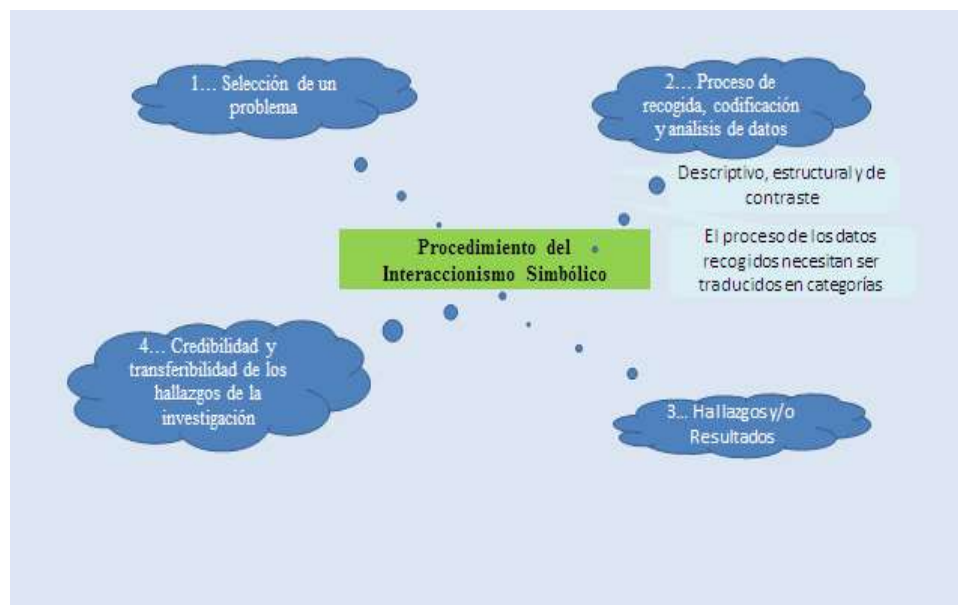 1... Selección de un
problema
2... Proceso de
recogida, codificación
y análisis de datos
Descriptivo, estructural y de
contraste
El proceso de los datos
recogidos necesitan ser
traducidos en categorías
Procedimiento del
Interaccionismo Simbólico
4... Credibilidad y
transferibilidad de los
hallazgos de la
investigación
3... Hallazgos y/o
Resultados